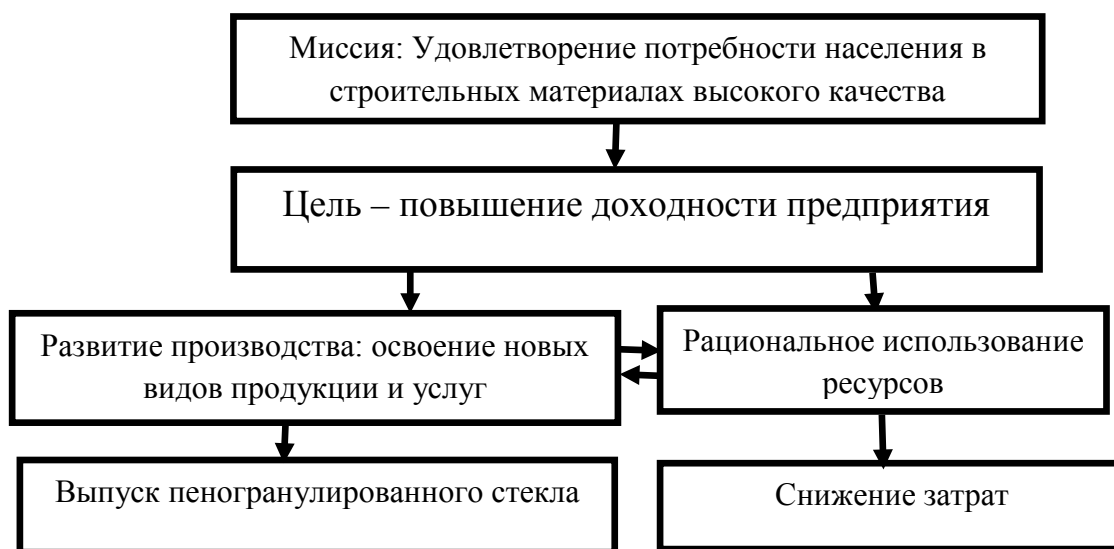 Миссия: Удовлетворение потребности населения в
строительных материалах высокого качества
Цель – повышение доходности предприятия
Развитие производства: освоение новых
видов продукции и услуг
Рациональное использование
ресурсов
Выпуск пеногранулированного стекла
Снижение затрат